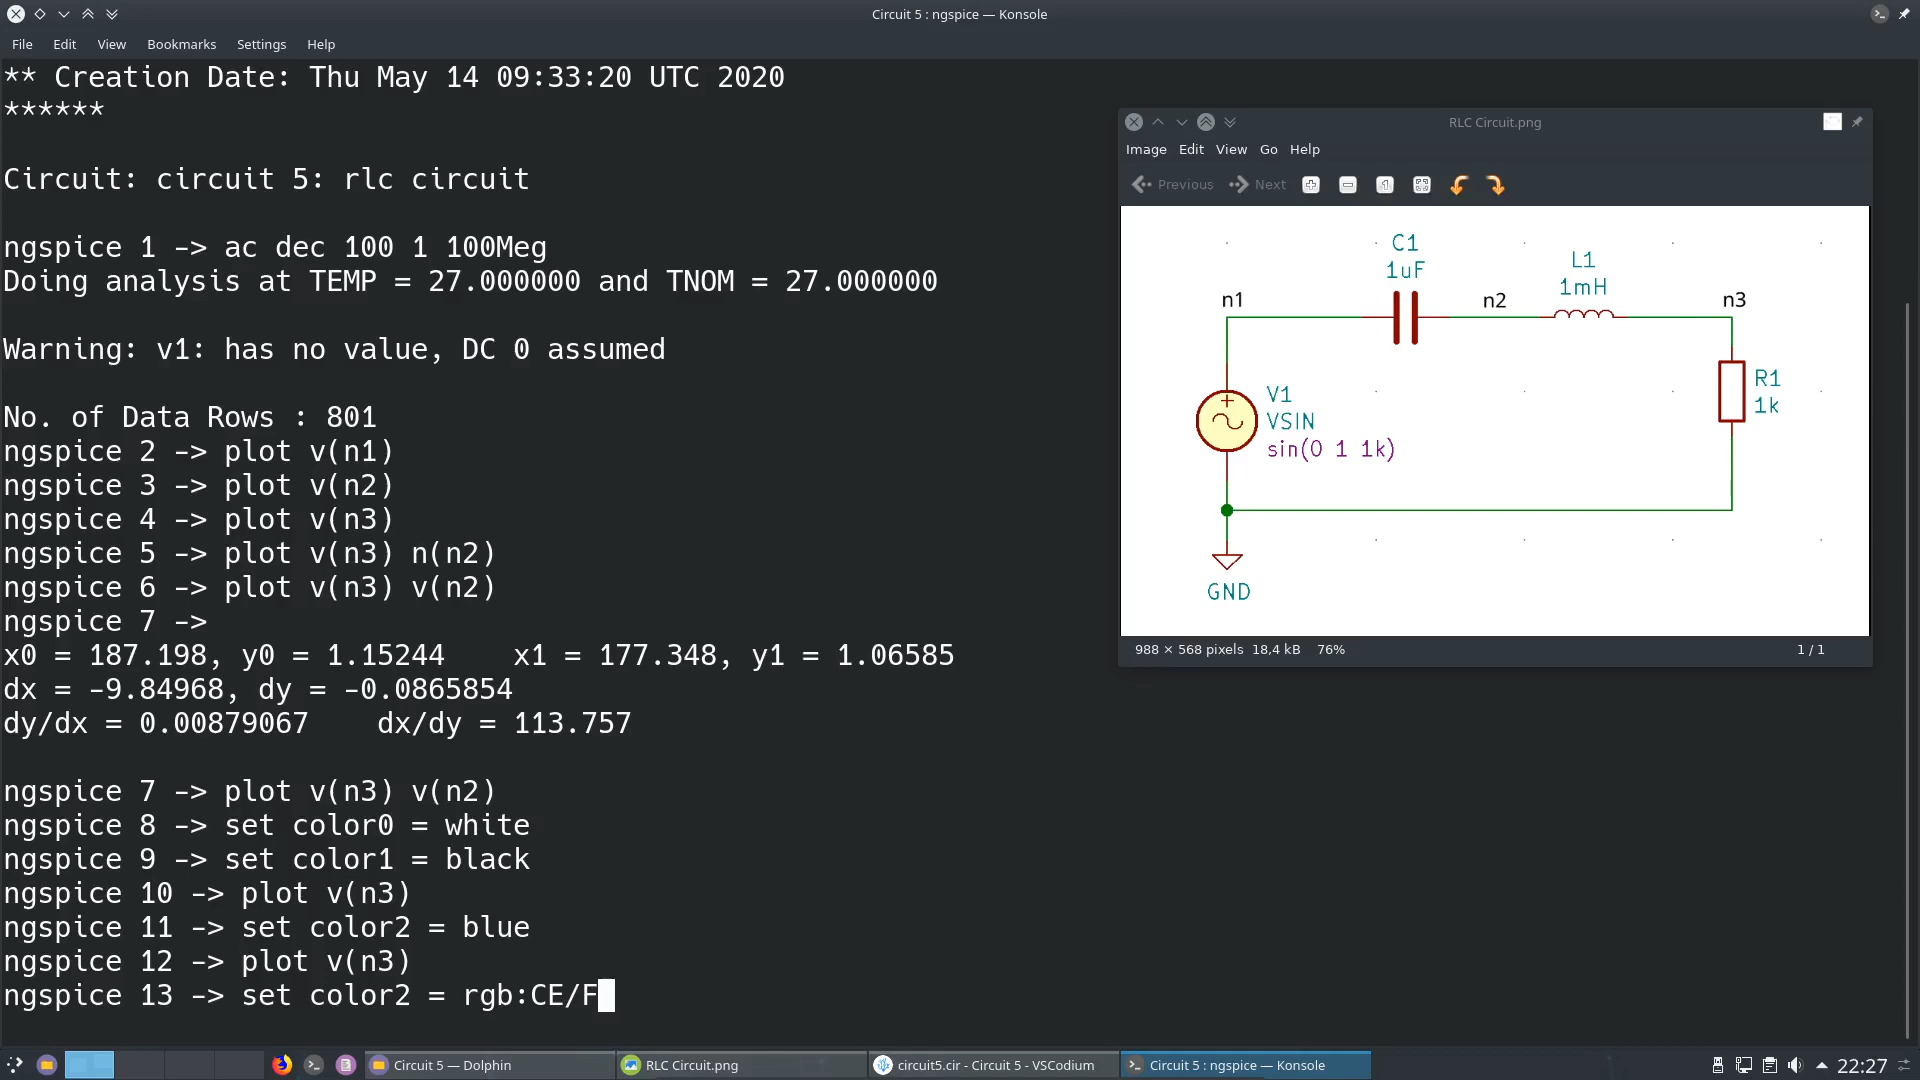 Circuit 5 : ngspice — Konsole
File Edit View Bookmarks Settings Help
** Creation Date: Thu May 14 09:33:20 UTC 2020
******
Circuit: circuit 5: rlc circuit
ngspice 1 -> ac dec 100 1 100Meg
Doing analysis at TEMP = 27.000000 and TNOM = 27.000000
Warning: v1: has no value, DC 0 assumed
No. of Data Rows : 801
ngspice 2 -> plot v(n1)
ngspice 3 -> plot v(n2)
ngspice 4 -> plot v(n3)
ngspice 5 -> plot v(n3) n(n2)
ngspice 6 -> plot v(n3) v(n2)
ngspice 7 ->
x0 = 187.198, y0 = 1.15244    x1 = 177.348, y1 = 1.06585
dx = -9.84968, dy = -0.0865854
dy/dx = 0.00879067    dx/dy = 113.757
ngspice 7 -> plot v(n3) v(n2)
ngspice 8 -> set color0 = white
ngspice 9 -> set color1 = black
ngspice 10 -> plot v(n3)
ngspice 11 -> set color2 = blue
ngspice 12 -> plot v(n3)
ngspice 13 -> set color2 = rgb:CE/F
RLC Circuit.png
Image Edit View Go Help
Previous Next
C1
1uF
L1
1mH
n1
n2
n3
R1
1k
V1
VSIN
sin(0 1 1k)
GND
988 × 568 pixels 18,4 kB 76%
1 / 1
Circuit 5 — Dolphin
RLC Circuit.png
circuit5.cir - Circuit 5 - VSCodium
Circuit 5 : ngspice — Konsole
22:27